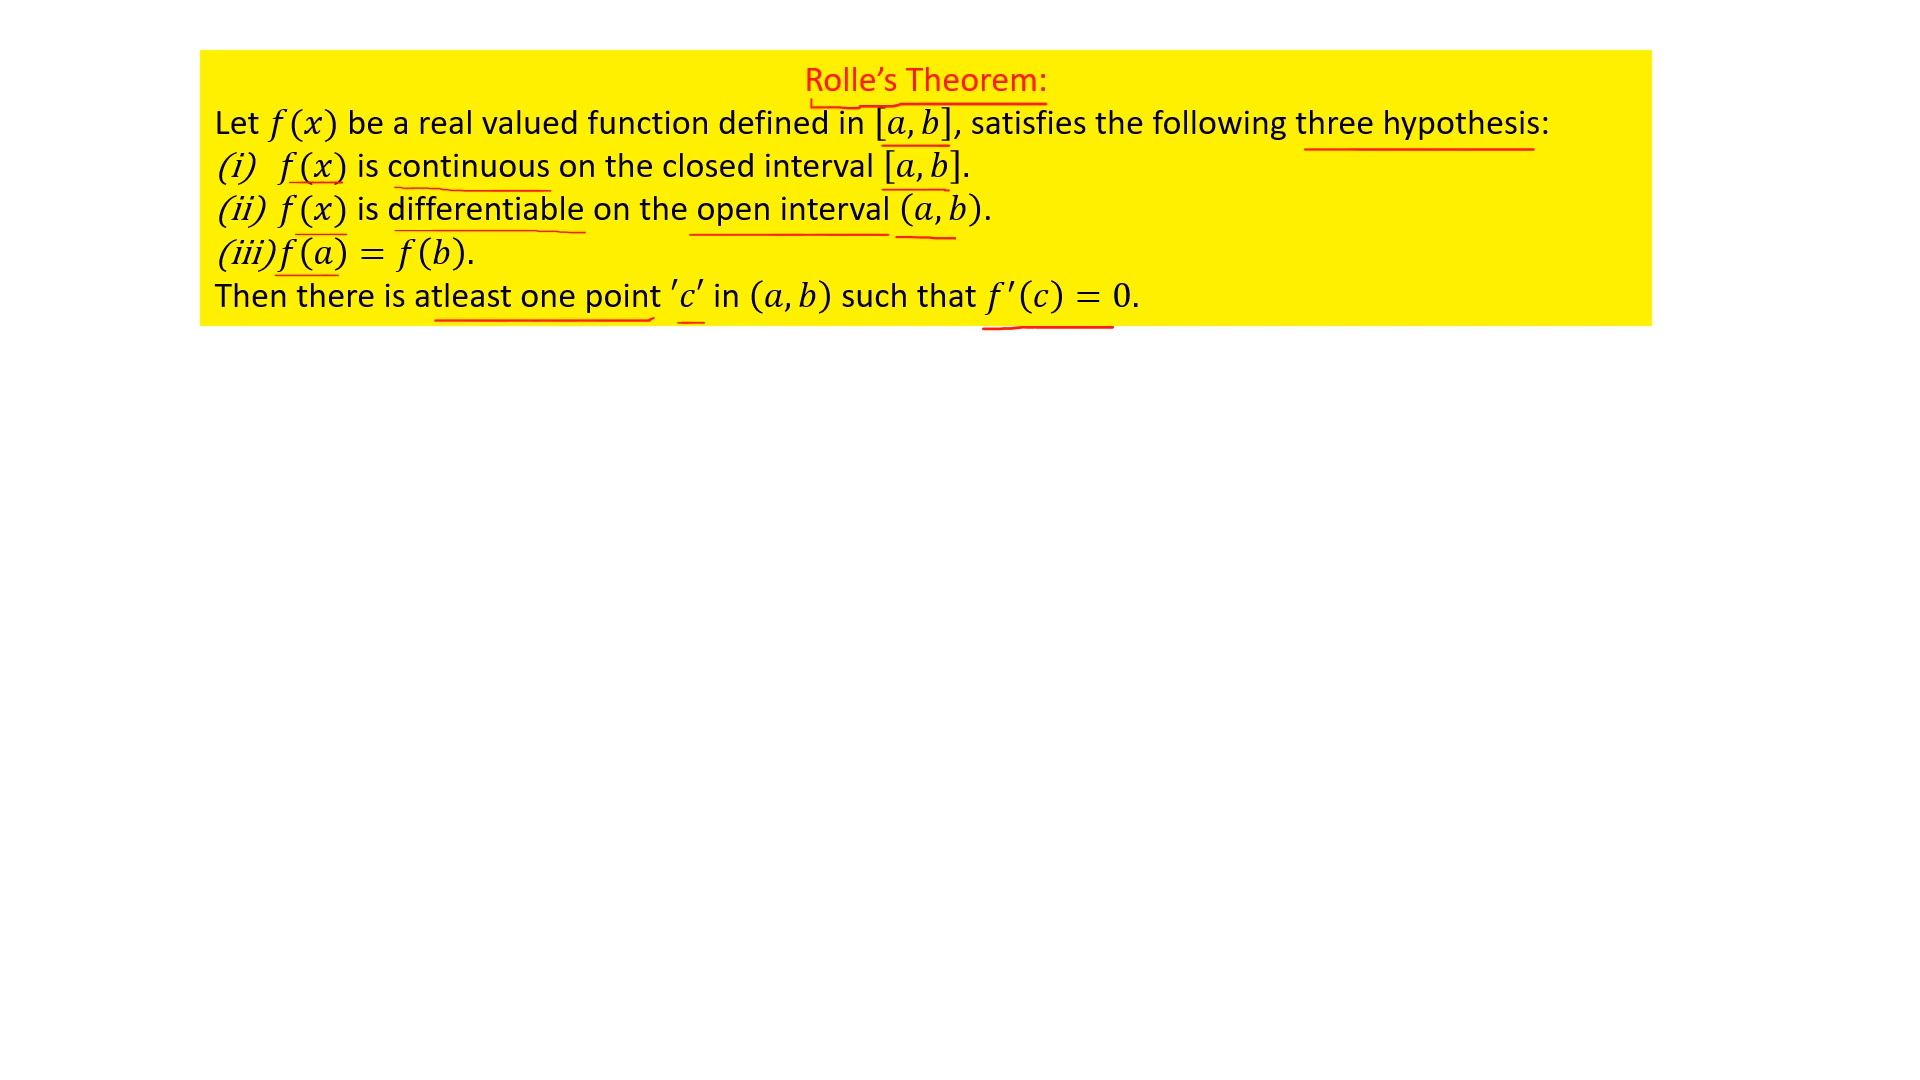 Rolle’s Theorem:
Let f(x) be a real valued function defined in [a, b], satisfies the following three hypothesis:
(i) f(x) is continuous on the closed interval [a, b].
(ii) f(x) is differentiable on the open interval (a, b).
(iii) f(a) = f(b).
Then there is atleast one point 'c' in (a, b) such that f'(c) = 0.